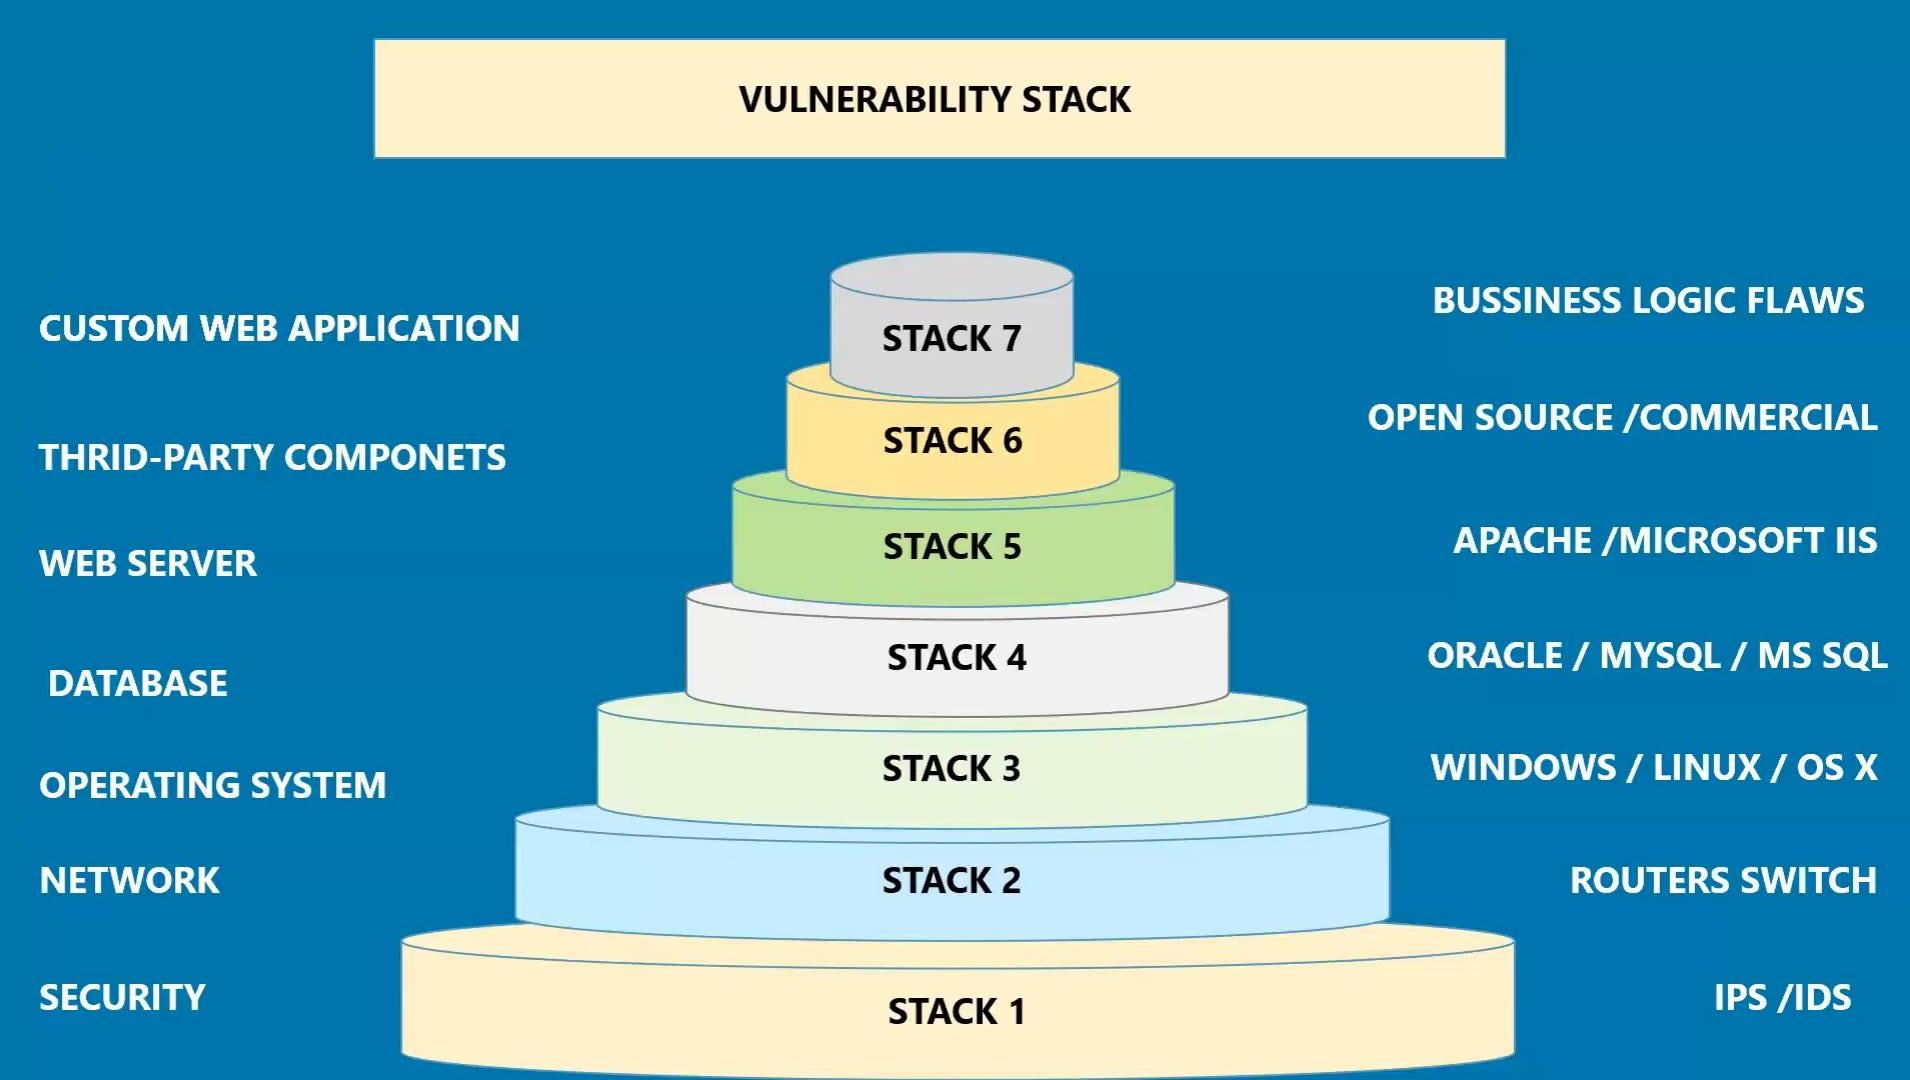 VULNERABILITY STACK
CUSTOM WEB APPLICATION
STACK 7
BUSSINESS LOGIC FLAWS
THRID-PARTY COMPONETS
STACK 6
OPEN SOURCE /COMMERCIAL
WEB SERVER
STACK 5
APACHE /MICROSOFT IIS
DATABASE
STACK 4
ORACLE / MYSQL / MS SQL
OPERATING SYSTEM
STACK 3
WINDOWS / LINUX / OS X
NETWORK
STACK 2
ROUTERS SWITCH
SECURITY
STACK 1
IPS /IDS